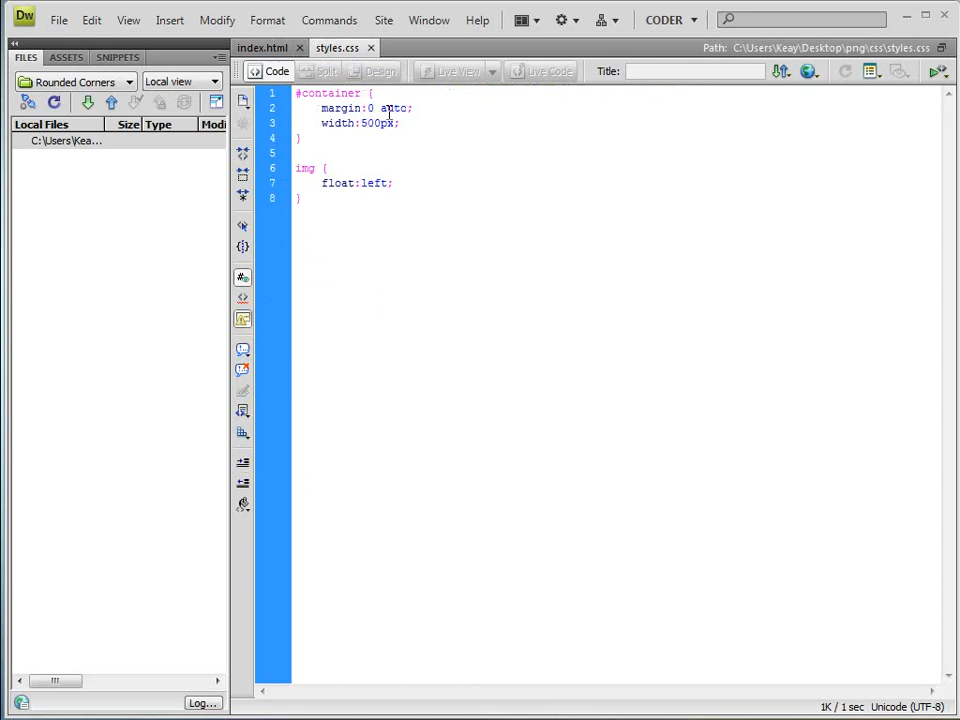 Dw File Edit View Insert Modify Format Commands Site Window Help CODER
index.html styles.css Path: C:\Users\Keay\Desktop\png\css\styles.css
FILES ASSETS SNIPPETS
Code Split Design Live View Live Code Title:
Rounded Corners Local view
Local Files Size Type Modi
C:\Users\Kea...
1 #container {
2 margin:0 auto;
3 width:500px;
4 }
5
6 img {
7 float:left;
8 }
Log...
1K / 1 sec Unicode (UTF-8)